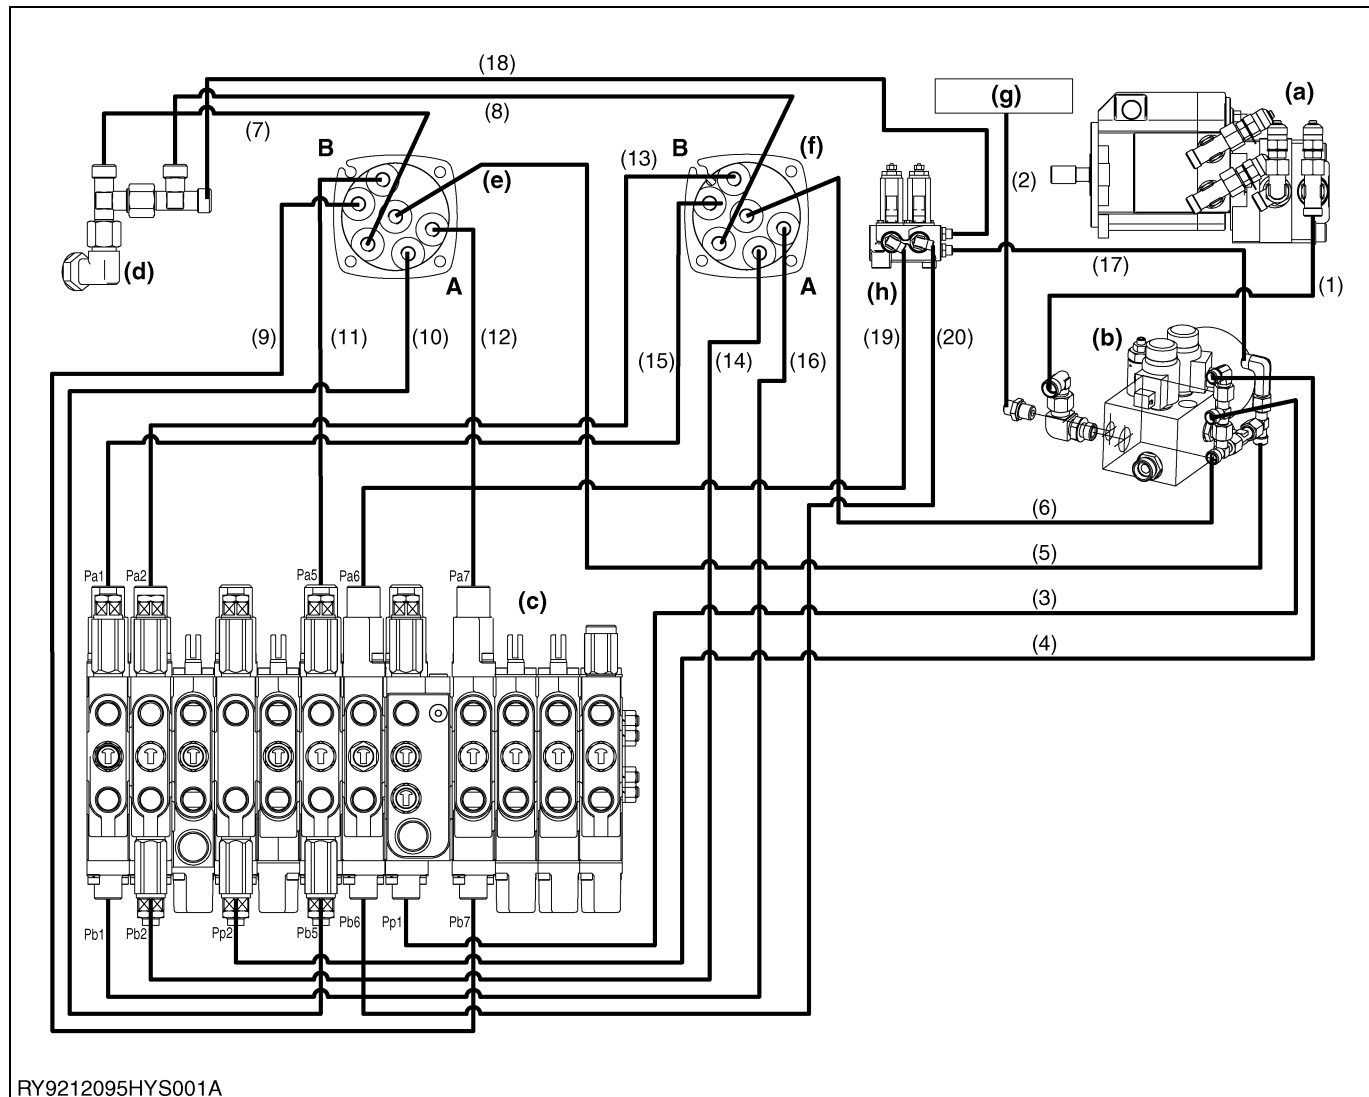 (18)
(g)
(a)
(8)
(7)
B
(13)
B
(f)
(e)
(2)
(d)
A
A
(h)
(17)
(1)
(9)
(11)
(10)
(12)
(15)
(14)
(16)
(19)
(20)
(b)
(6)
(5)
Pa1
Pa2
Pa5
Pa6
Pa7
(c)
(3)
(4)
Pb1
Pb2
Pp2
Pb5
Pb6
Pp1
Pb7
RY9212095HYS001A